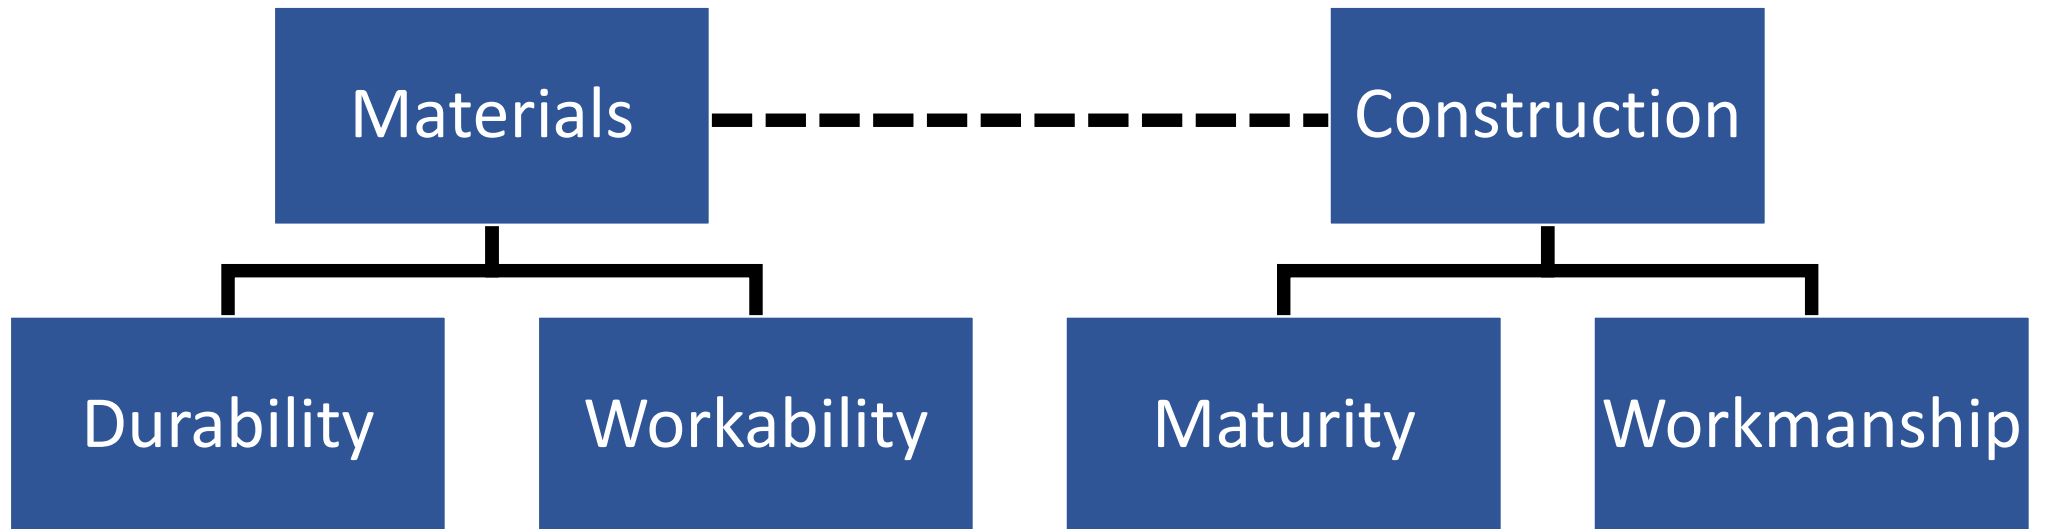 Materials
Construction
Durability
Workability
Maturity
Workmanship